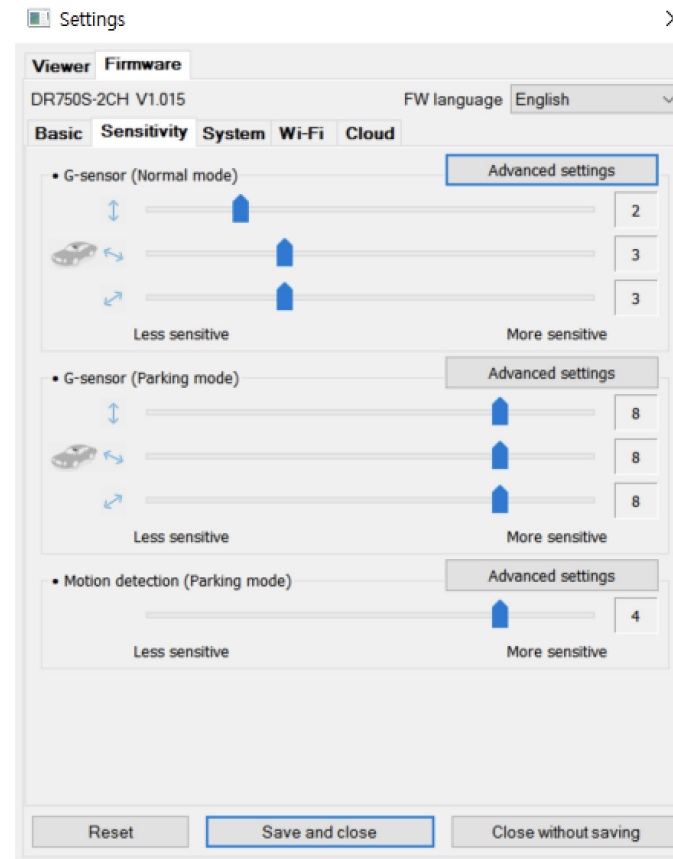 Settings
Viewer Firmware
DR750S-2CH V1.015 FW language English
Basic Sensitivity System Wi-Fi Cloud
• G-sensor (Normal mode) Advanced settings
2
3
3
Less sensitive More sensitive
• G-sensor (Parking mode) Advanced settings
8
8
8
Less sensitive More sensitive
• Motion detection (Parking mode) Advanced settings
4
Less sensitive More sensitive
Reset Save and close Close without saving